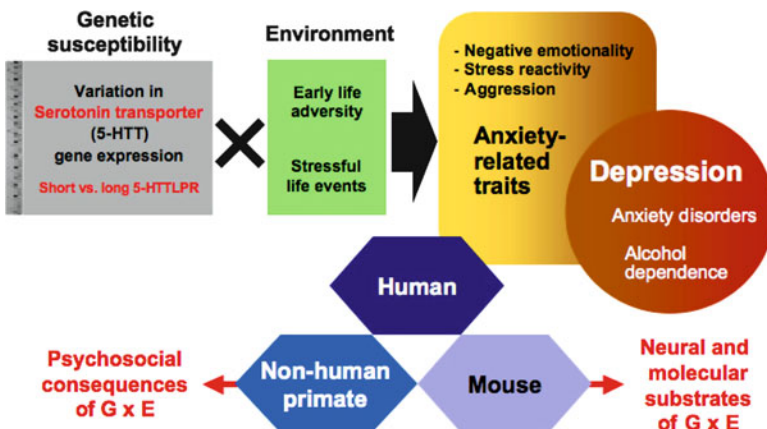 Genetic
susceptibility
Variation in
Serotonin transporter
(5-HTT)
gene expression
Short vs. long 5-HTTLPR
Environment
Early life
adversity
Stressful
life events
- Negative emotionality
- Stress reactivity
- Aggression
Anxiety-
related
traits
Depression
Anxiety disorders
Alcohol
dependence
Human
Psychosocial
consequences
of G x E
Non-human
primate
Mouse
Neural and
molecular
substrates
of G x E